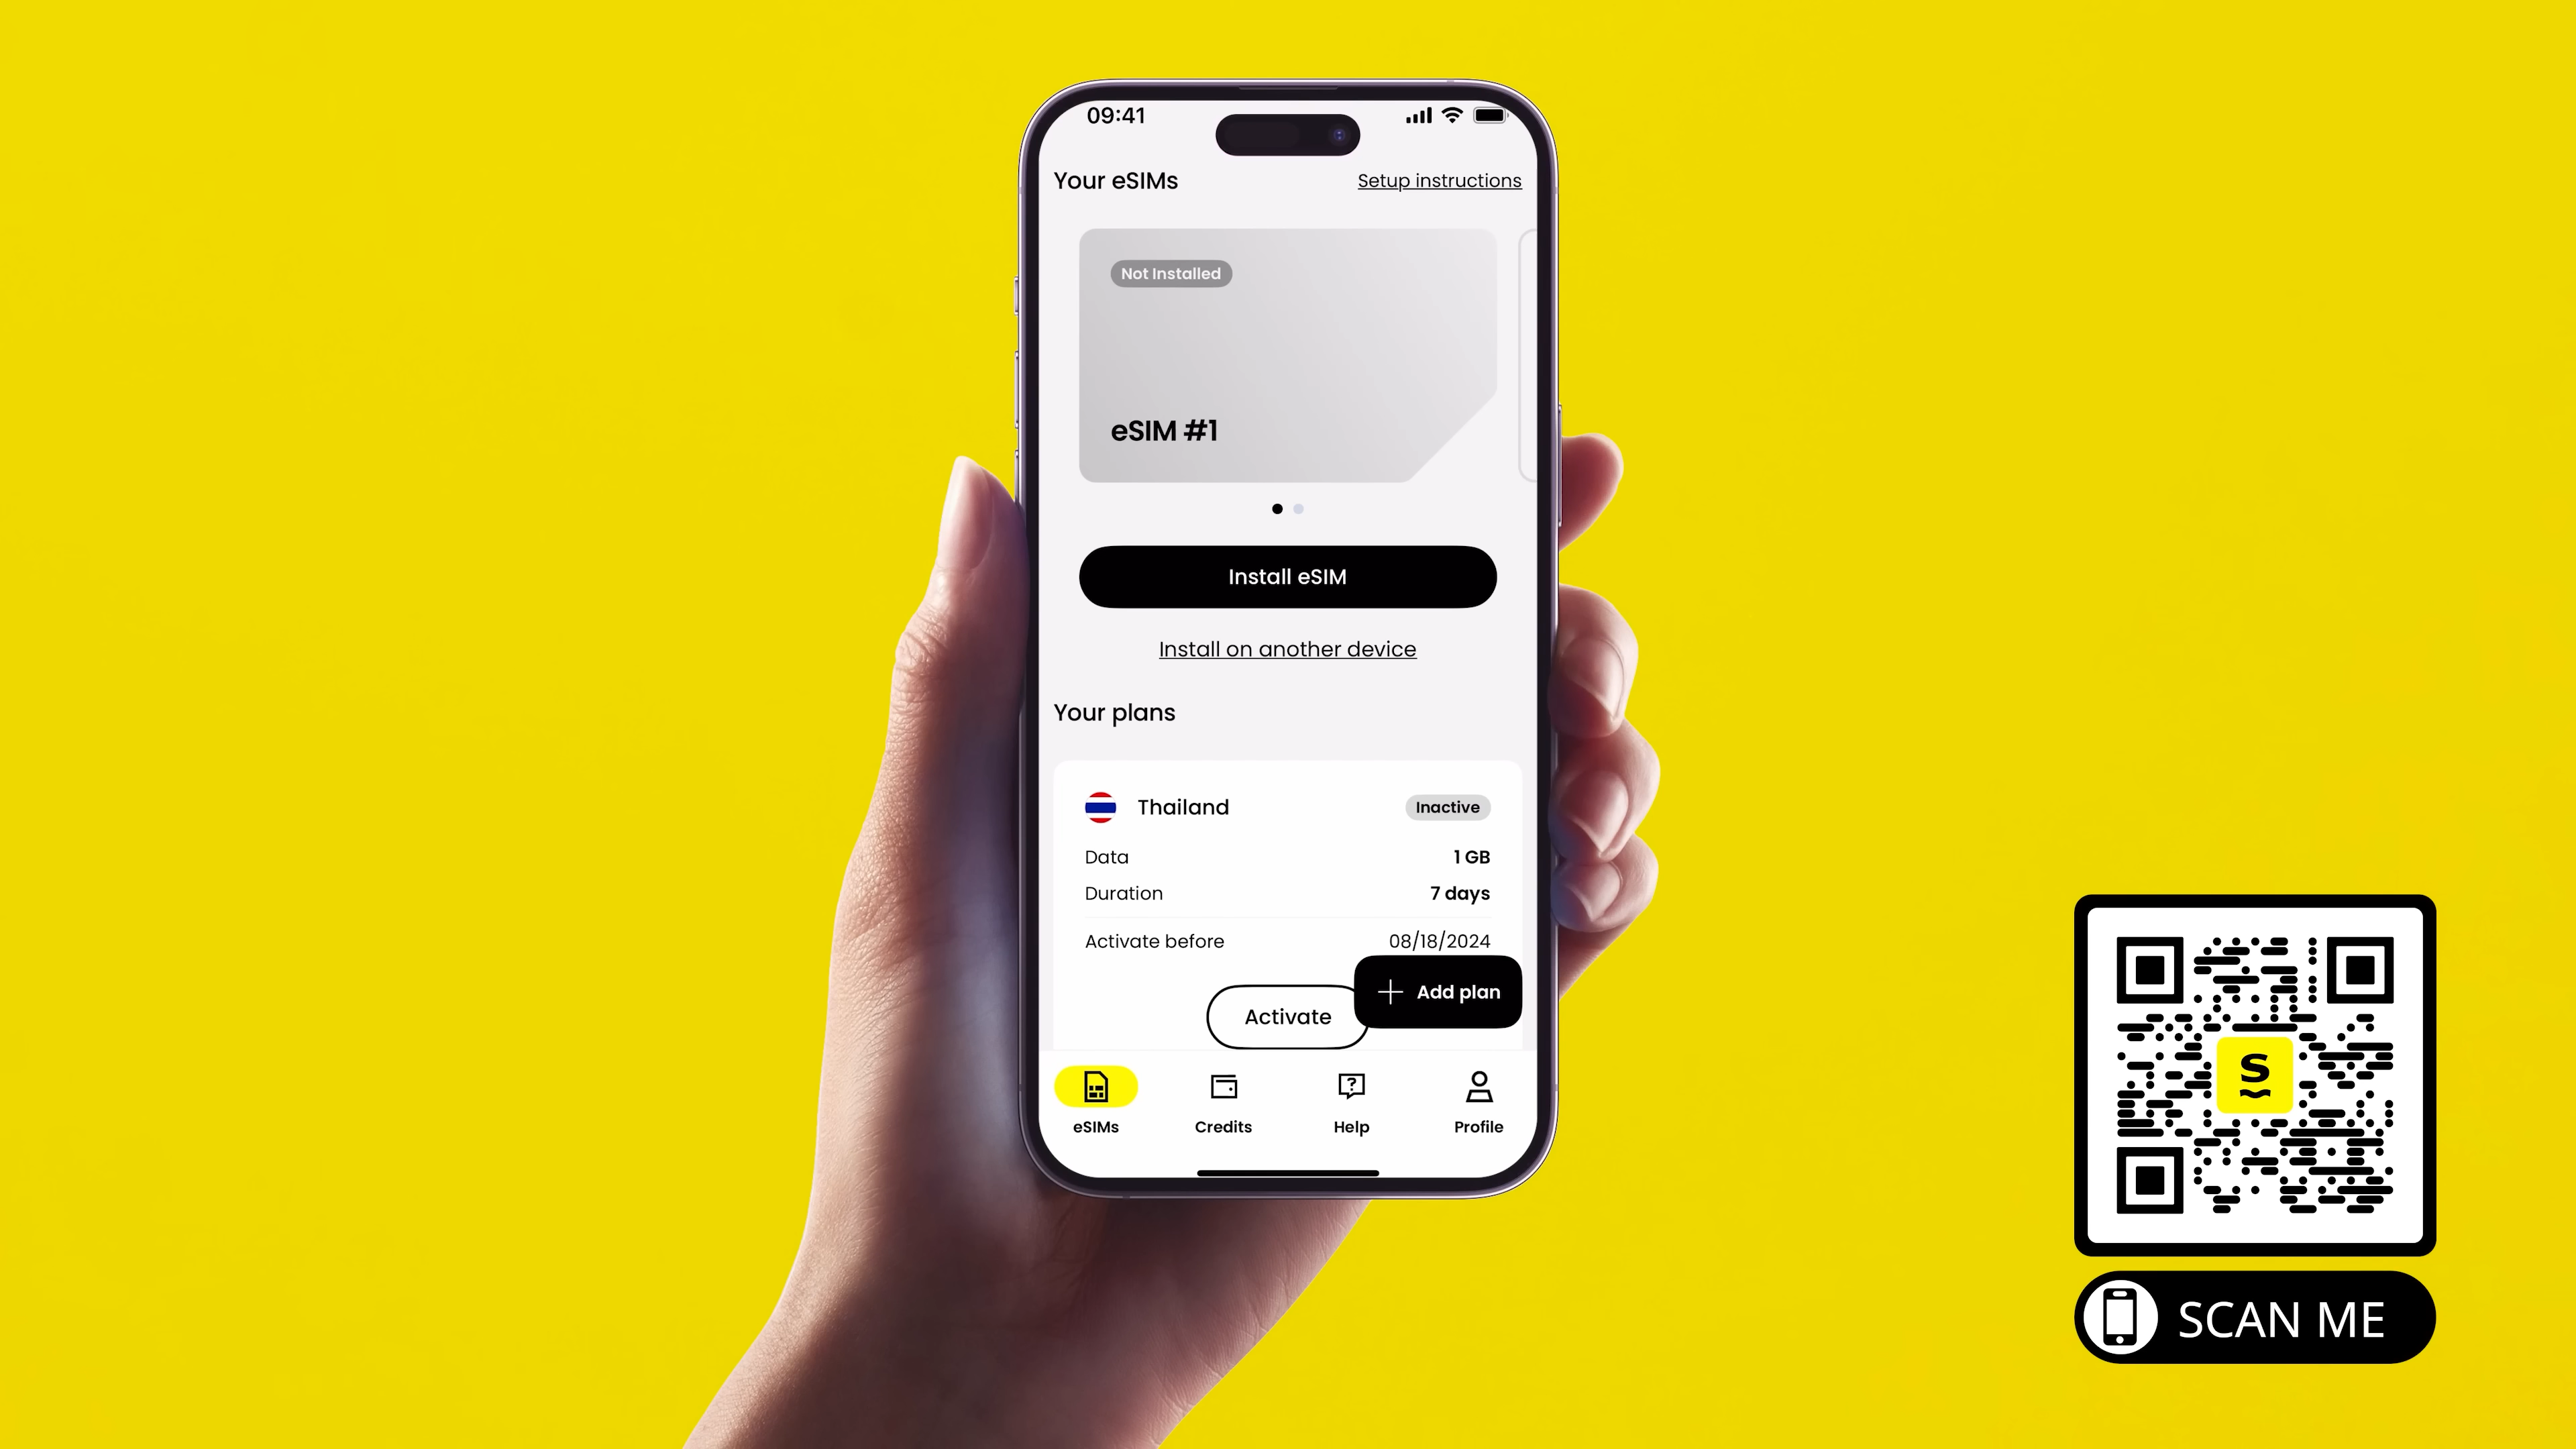 09:41
Your eSIMs
Setup instructions
Not Installed
eSIM #1
Install eSIM
Install on another device
Your plans
Thailand
Inactive
Data
1 GB
Duration
7 days
Activate before
08/18/2024
Activate
Add plan
eSIMs
Credits
Help
Profile
S
SCAN ME